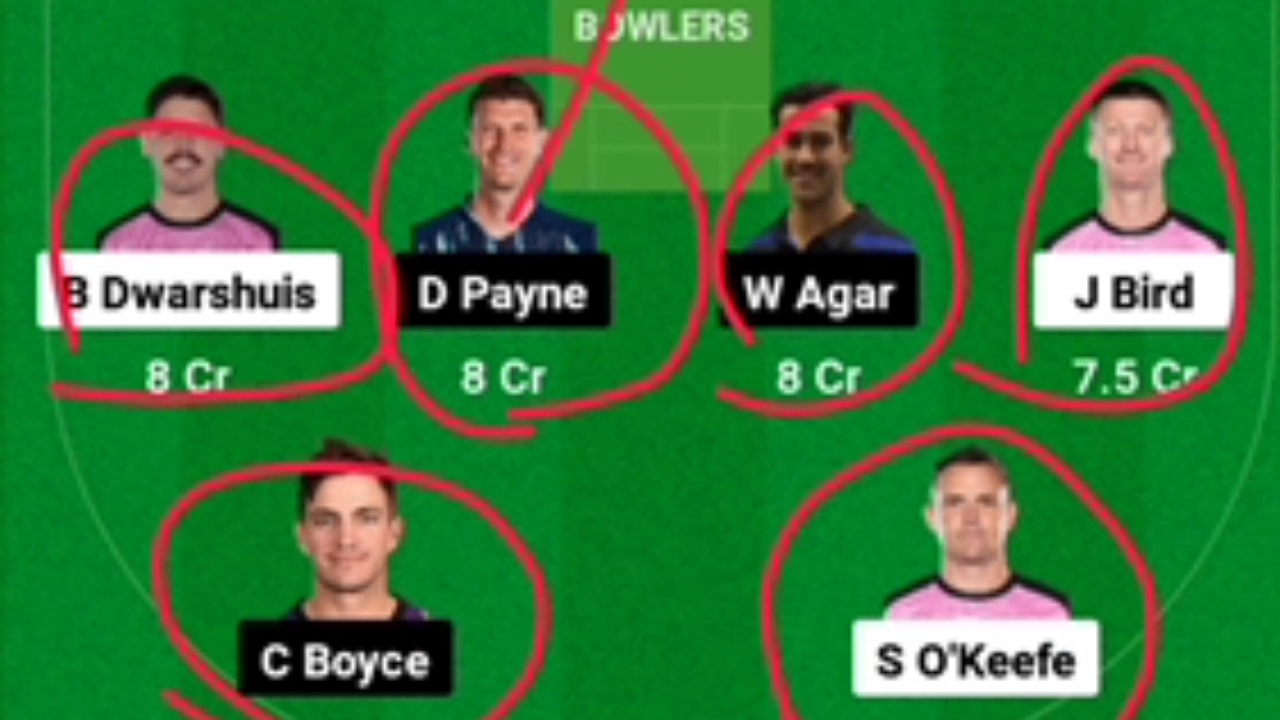 BOWLERS
B Dwarshuis D Payne W Agar J Bird
8 Cr 8 Cr 8 Cr 7.5 Cr
C Boyce S O'Keefe